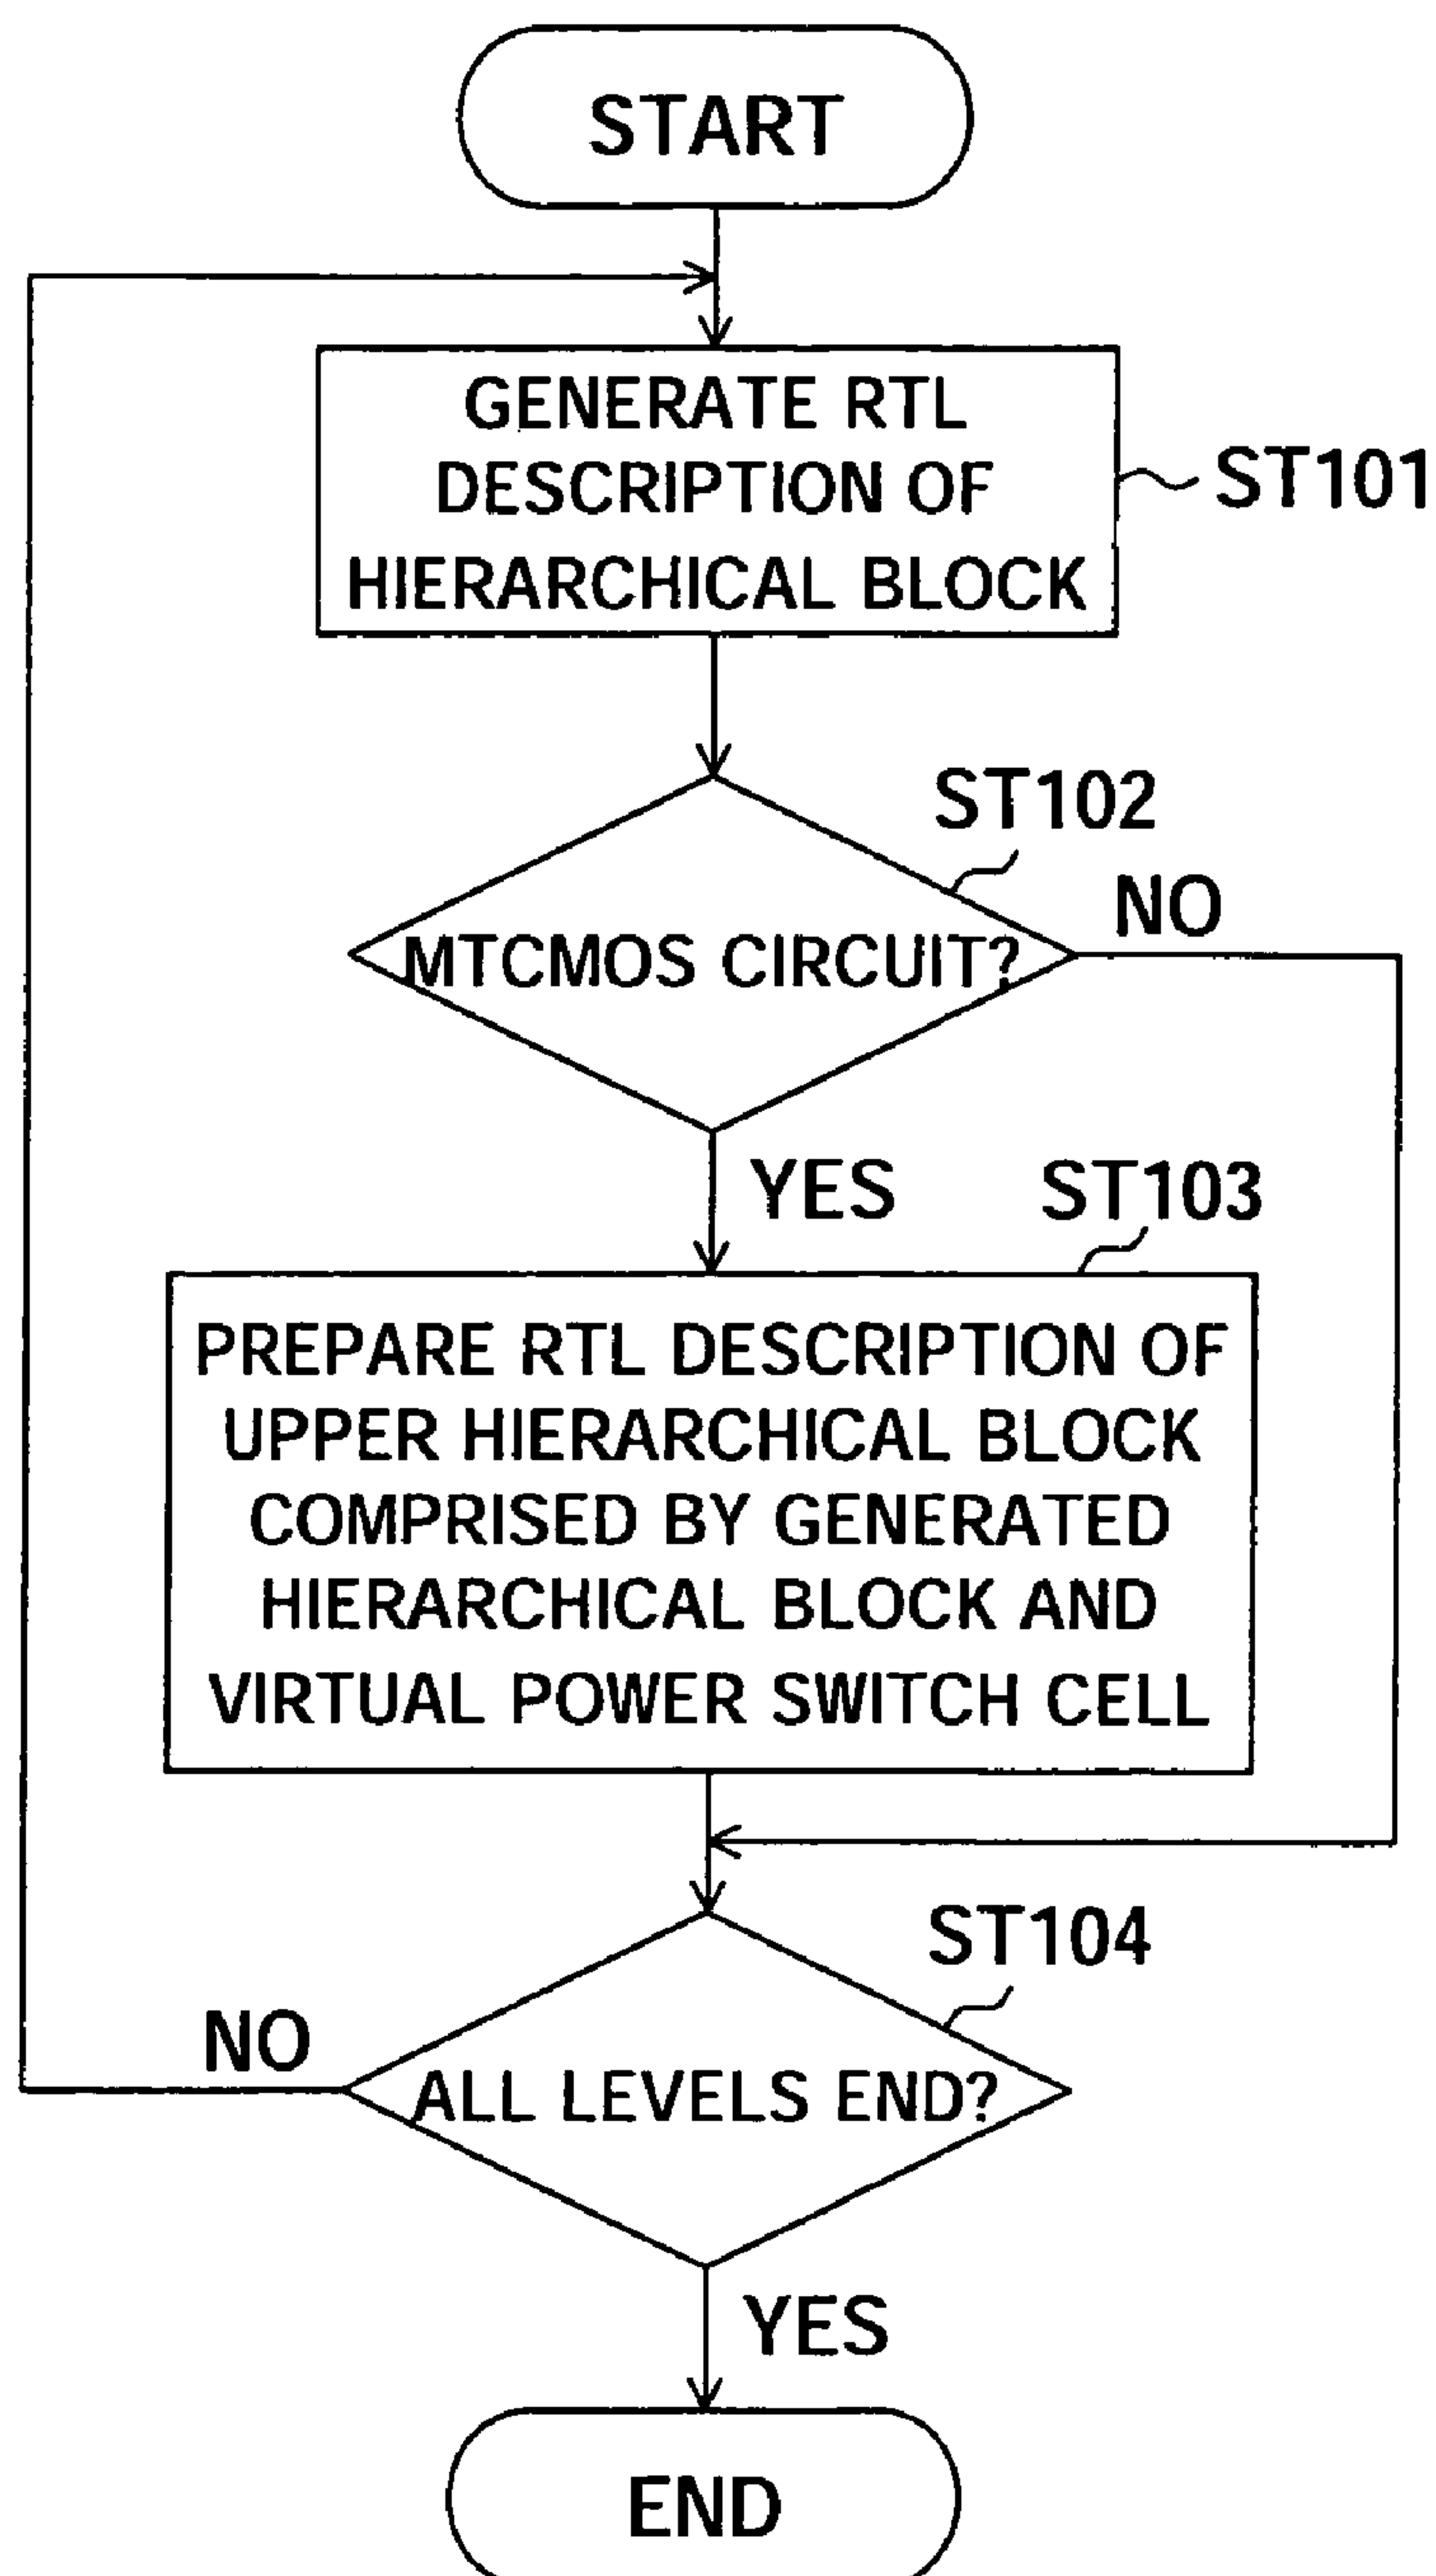 START
GENERATE RTL
DESCRIPTION OF
HIERARCHICAL BLOCK
ST101
ST102
MTCMOS CIRCUIT?
NO
YES
ST103
PREPARE RTL DESCRIPTION OF
UPPER HIERARCHICAL BLOCK
COMPRISED BY GENERATED
HIERARCHICAL BLOCK AND
VIRTUAL POWER SWITCH CELL
ST104
NO
ALL LEVELS END?
YES
END